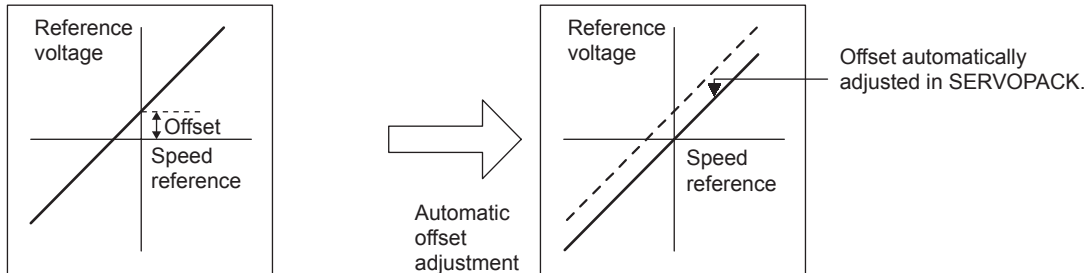 Reference
voltage
Offset
Speed
reference
Automatic
offset
adjustment
Reference
voltage
Speed
reference
Offset automatically
adjusted in SERVOPACK.